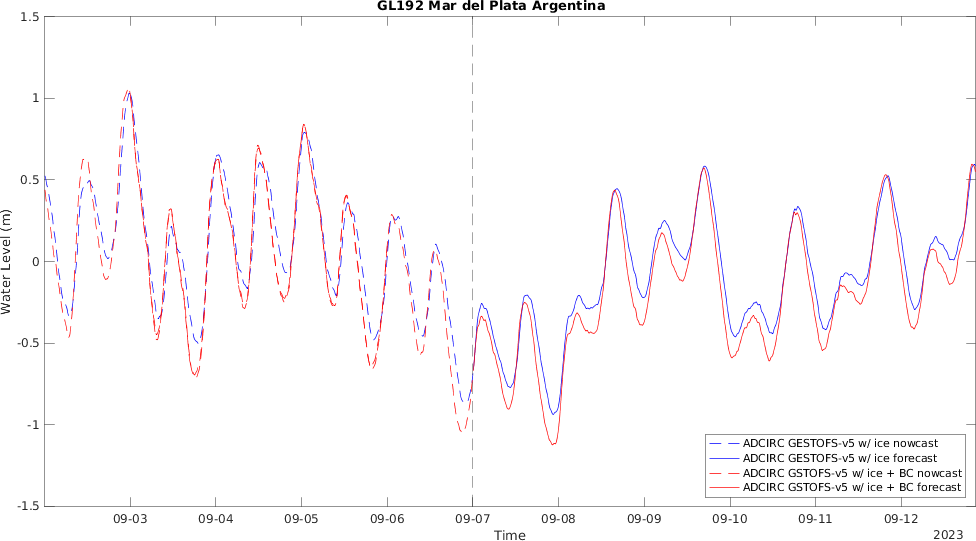 GL192 Mar del Plata Argentina
1.5
1
0.5
0
-0.5
-1
-1.5
Water Level (m)
ADCIRC GESTOFS-v5 w/ ice nowcast
ADCIRC GESTOFS-v5 w/ ice forecast
ADCIRC GSTOFS-v5 w/ ice + BC nowcast
ADCIRC GSTOFS-v5 w/ ice + BC forecast
09-03 09-04 09-05 09-06 09-07 09-08 09-09 09-10 09-11 09-12
Time
2023